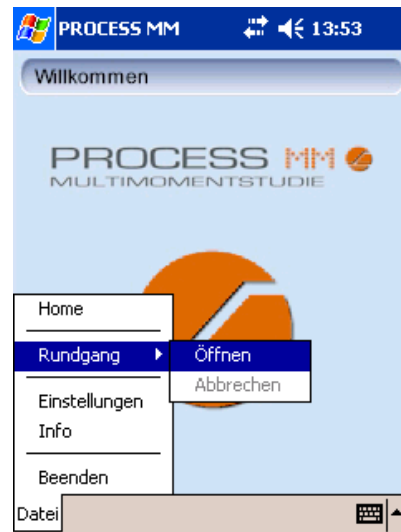 PROCESS MM 13:53
Willkommen
PROCESS MM
MULTIMOMENTSTUDIE
Home
Rundgang
Öffnen
Abbrechen
Einstellungen
Info
Beenden
Datei